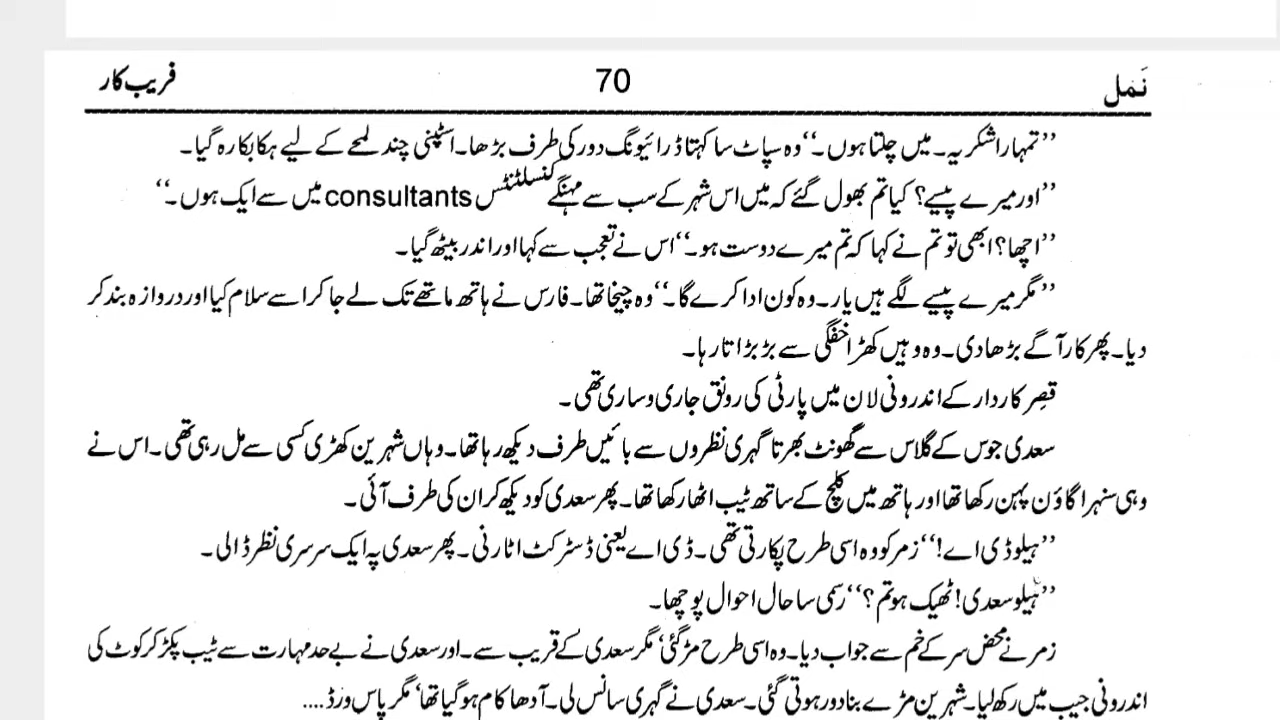 نَمل 70 فریب کار
’’تمہارا شکریہ۔ میں چلتا ہوں۔‘‘ وہ سپاٹ سا کہتا ڈرائیونگ دور کی طرف بڑھا۔ اسٹپنی چند لمحے کے لیے ہکا بکا رہ گیا۔
’’اور میرے پیسے؟ کیا تم بھول گئے کہ میں اس شہر کے سب سے مہنگے کنسلٹنٹس consultants میں سے ایک ہوں۔‘‘
’’اچھا؟ ابھی تو تم نے کہا کہ تم میرے دوست ہو۔‘‘ اس نے تعجب سے کہا اور اندر بیٹھ گیا۔
’’مگر میرے پیسے لگے ہیں یار۔ وہ کون ادا کرے گا۔‘‘ وہ چیخا تھا۔ فارس نے ہاتھ ماتھے تک لے جا کر اسے سلام کیا اور دروازہ بند کر
دیا۔ پھر کار آگے بڑھا دی۔ وہ وہیں کھڑا خفگی سے بڑبڑاتا رہا۔
قصِر کاردار کے اندرونی لان میں پارٹی کی رونق جاری و ساری تھی۔
سعدی جوس کے گلاس سے گھونٹ بھرتا گہری نظروں سے بائیں طرف دیکھ رہا تھا۔ وہاں شہرین کھڑی کسی سے مل رہی تھی۔ اس نے
وہی سنہرا گاؤن پہن رکھا تھا اور ہاتھ میں کلچ کے ساتھ ٹیب اٹھا رکھا تھا۔ پھر سعدی کو دیکھ کر ان کی طرف آئی۔
’’ہیلو ڈی اے!‘‘ زمر کو وہ اسی طرح پکارتی تھی۔ ڈی اے یعنی ڈسٹرکٹ اٹارنی۔ پھر سعدی پہ ایک سرسری نظر ڈالی۔
’’ہیلو سعدی! ٹھیک ہو تم؟‘‘ رسمی سا حال احوال پوچھا۔
زمر نے محض سر کے خم سے جواب دیا۔ وہ اسی طرح مڑ گئی‘ مگر سعدی کے قریب سے۔ اور سعدی نے بے حد مہارت سے ٹیب پکڑ کر کوٹ کی
اندرونی جیب میں رکھ لیا۔ شہرین مڑے بنا دور ہوتی گئی۔ سعدی نے گہری سانس لی۔ آدھا کام ہو گیا تھا‘ مگر پاس ورڈ....